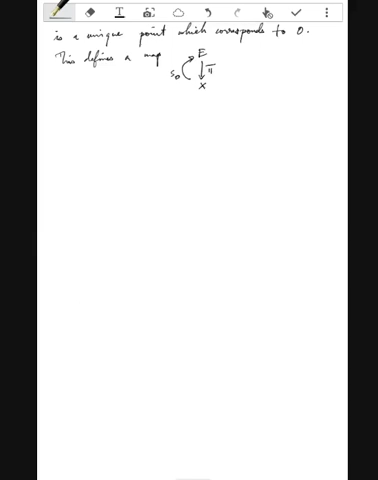 is a unique point which corresponds to 0.
This defines a map
E
s₀ π
X